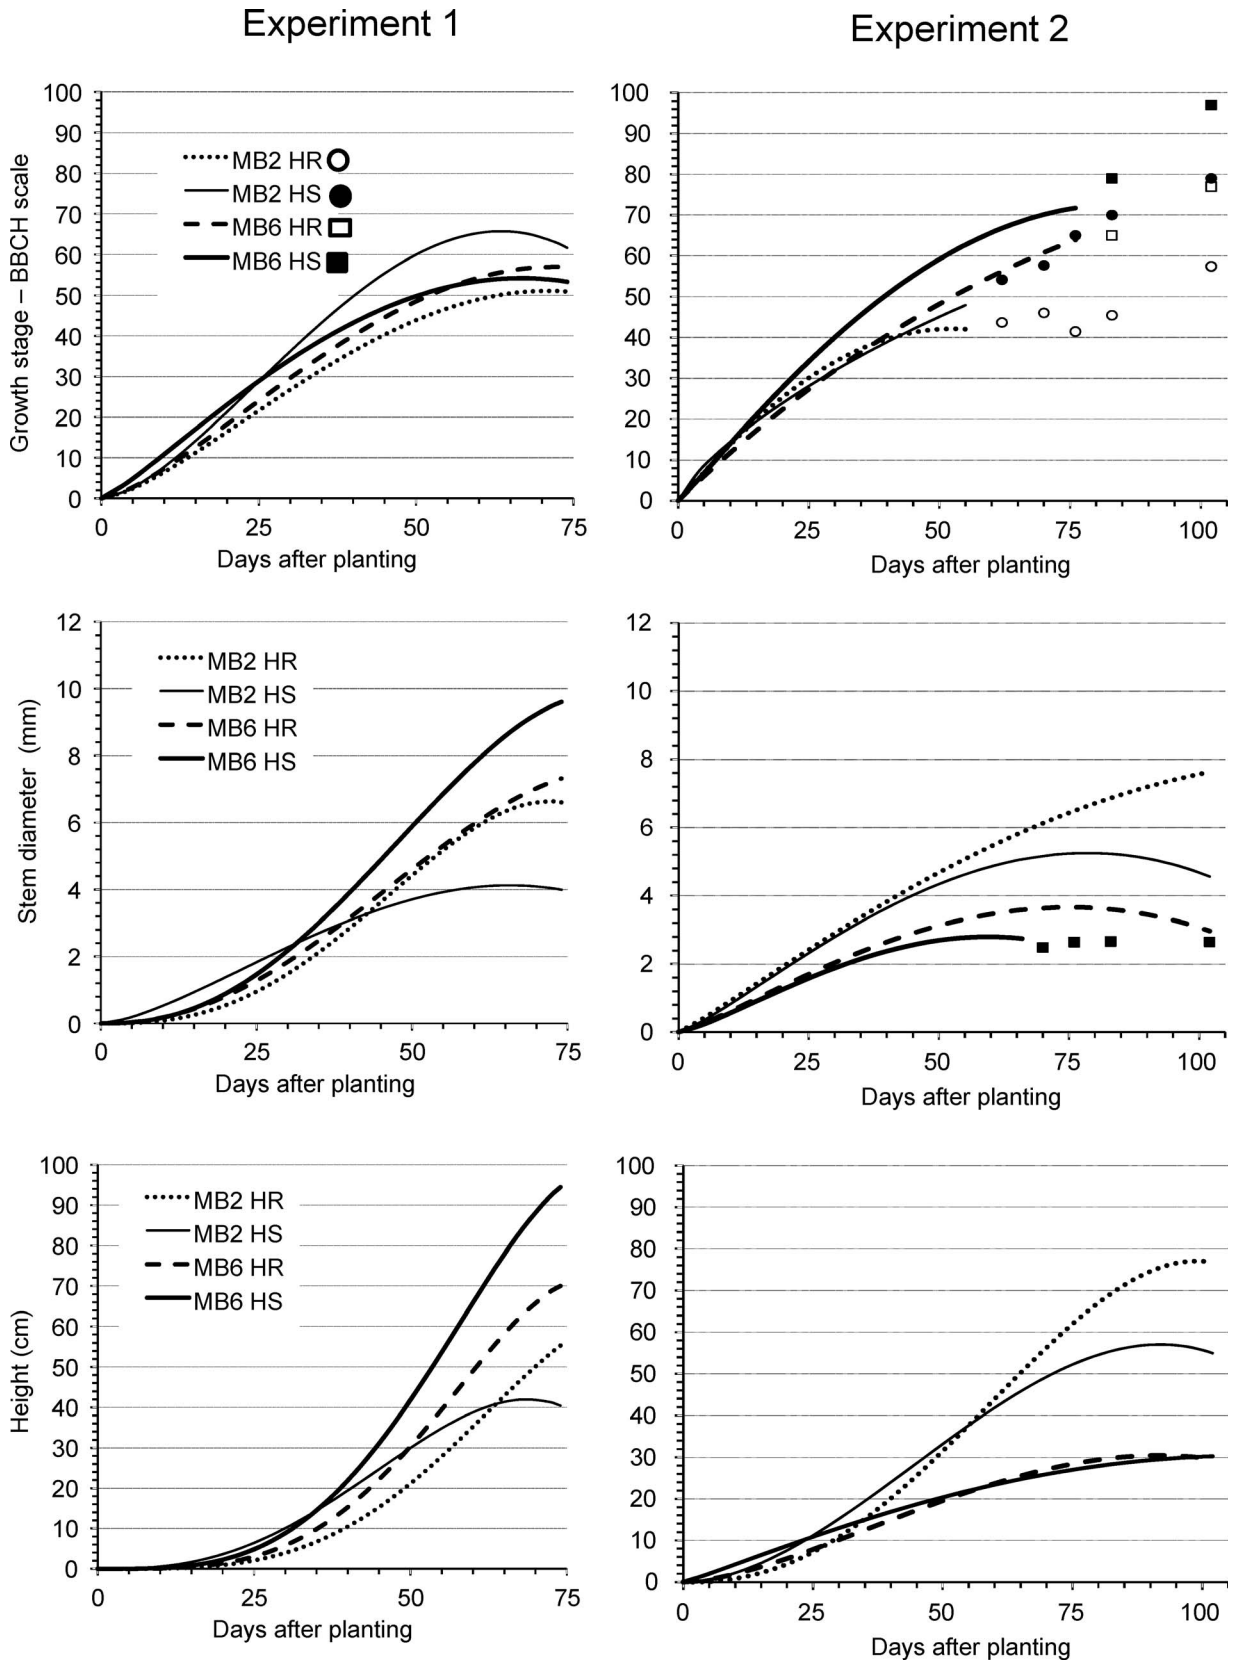 Experiment 1
Experiment 2
Growth stage – BBCH scale
100
90
80
70
60
50
40
30
20
10
0
MB2 HR
MB2 HS
MB6 HR
MB6 HS
0 25 50 75
Days after planting
100
90
80
70
60
50
40
30
20
10
0
0 25 50 75 100
Days after planting
Stem diameter (mm)
12
10
8
6
4
2
0
MB2 HR
MB2 HS
MB6 HR
MB6 HS
0 25 50 75
Days after planting
12
10
8
6
4
2
0
0 25 50 75 100
Days after planting
Height (cm)
100
90
80
70
60
50
40
30
20
10
0
MB2 HR
MB2 HS
MB6 HR
MB6 HS
0 25 50 75
Days after planting
100
90
80
70
60
50
40
30
20
10
0
0 25 50 75 100
Days after planting